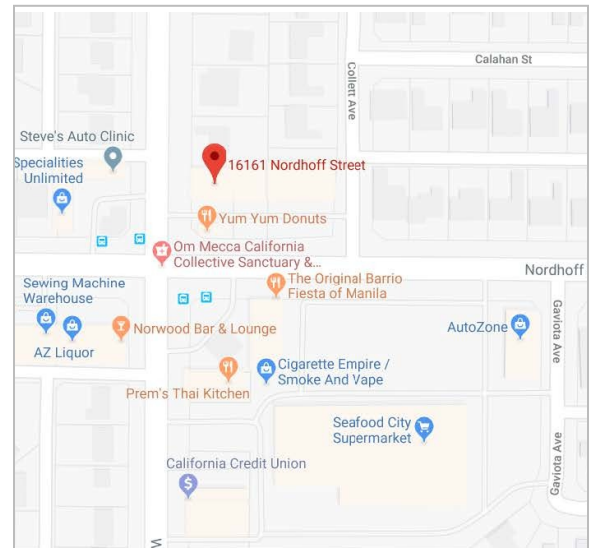 Calahan St
Collett Ave
Steve's Auto Clinic
Specialities
Unlimited
16161 Nordhoff Street
Yum Yum Donuts
Om Mecca California
Collective Sanctuary &...
Nordhoff
Sewing Machine
Warehouse
The Original Barrio
Fiesta of Manila
Norwood Bar & Lounge
AZ Liquor
AutoZone
Gaviota Ave
Cigarette Empire /
Smoke And Vape
Prem's Thai Kitchen
Seafood City
Supermarket
Gaviota Ave
California Credit Union
$
W